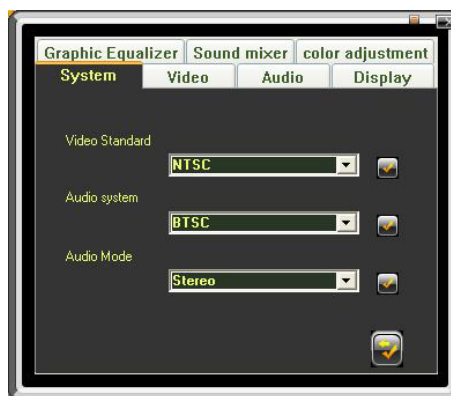 Graphic Equalizer Sound mixer color adjustment
System Video Audio Display
Video Standard
NTSC
Audio system
BTSC
Audio Mode
Stereo